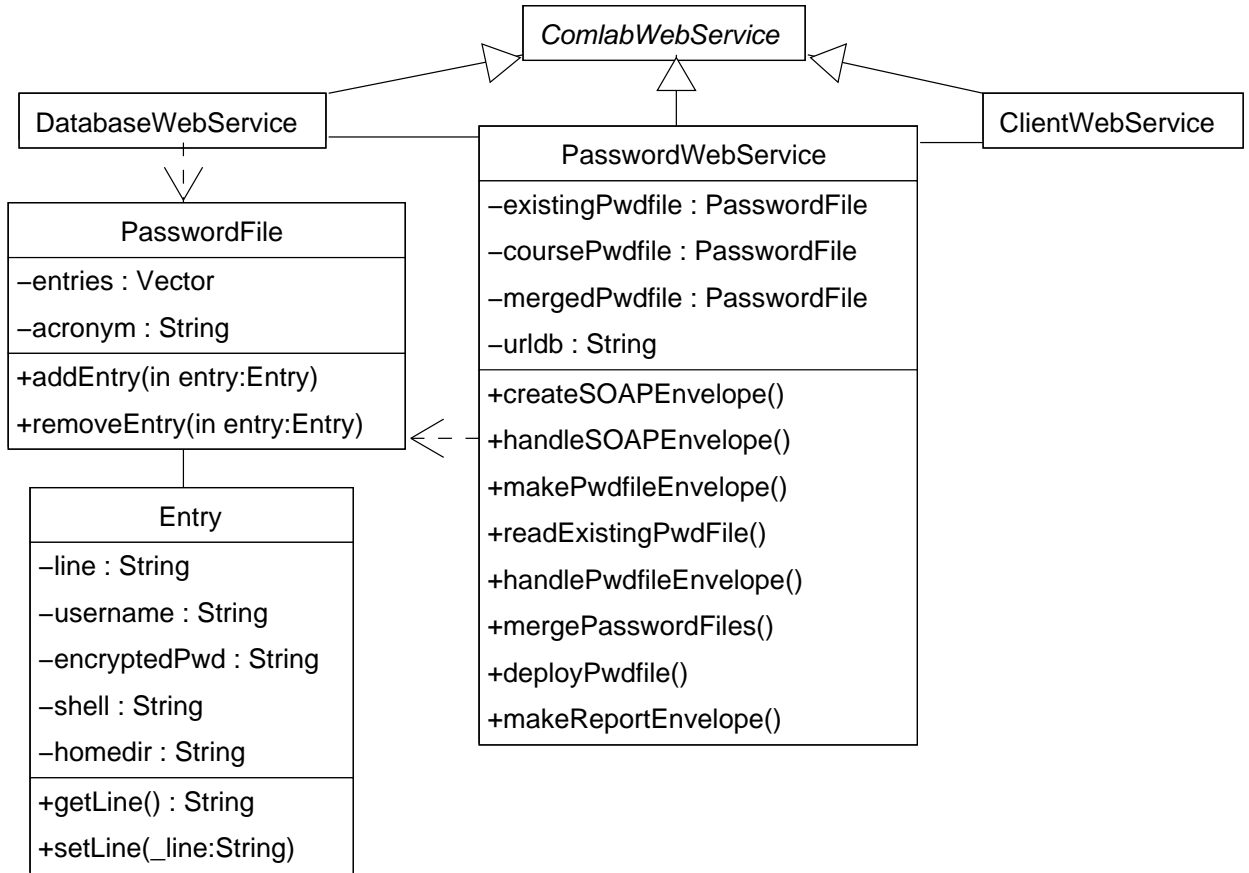 ComlabWebService
DatabaseWebService
ClientWebService
PasswordWebService
–existingPwdfile : PasswordFile
–coursePwdfile : PasswordFile
–mergedPwdfile : PasswordFile
–urldb : String
+createSOAPEnvelope()
+handleSOAPEnvelope()
+makePwdfileEnvelope()
+readExistingPwdFile()
+handlePwdfileEnvelope()
+mergePasswordFiles()
+deployPwdfile()
+makeReportEnvelope()
PasswordFile
–entries : Vector
–acronym : String
+addEntry(in entry:Entry)
+removeEntry(in entry:Entry)
Entry
–line : String
–username : String
–encryptedPwd : String
–shell : String
–homedir : String
+getLine() : String
+setLine(_line:String)